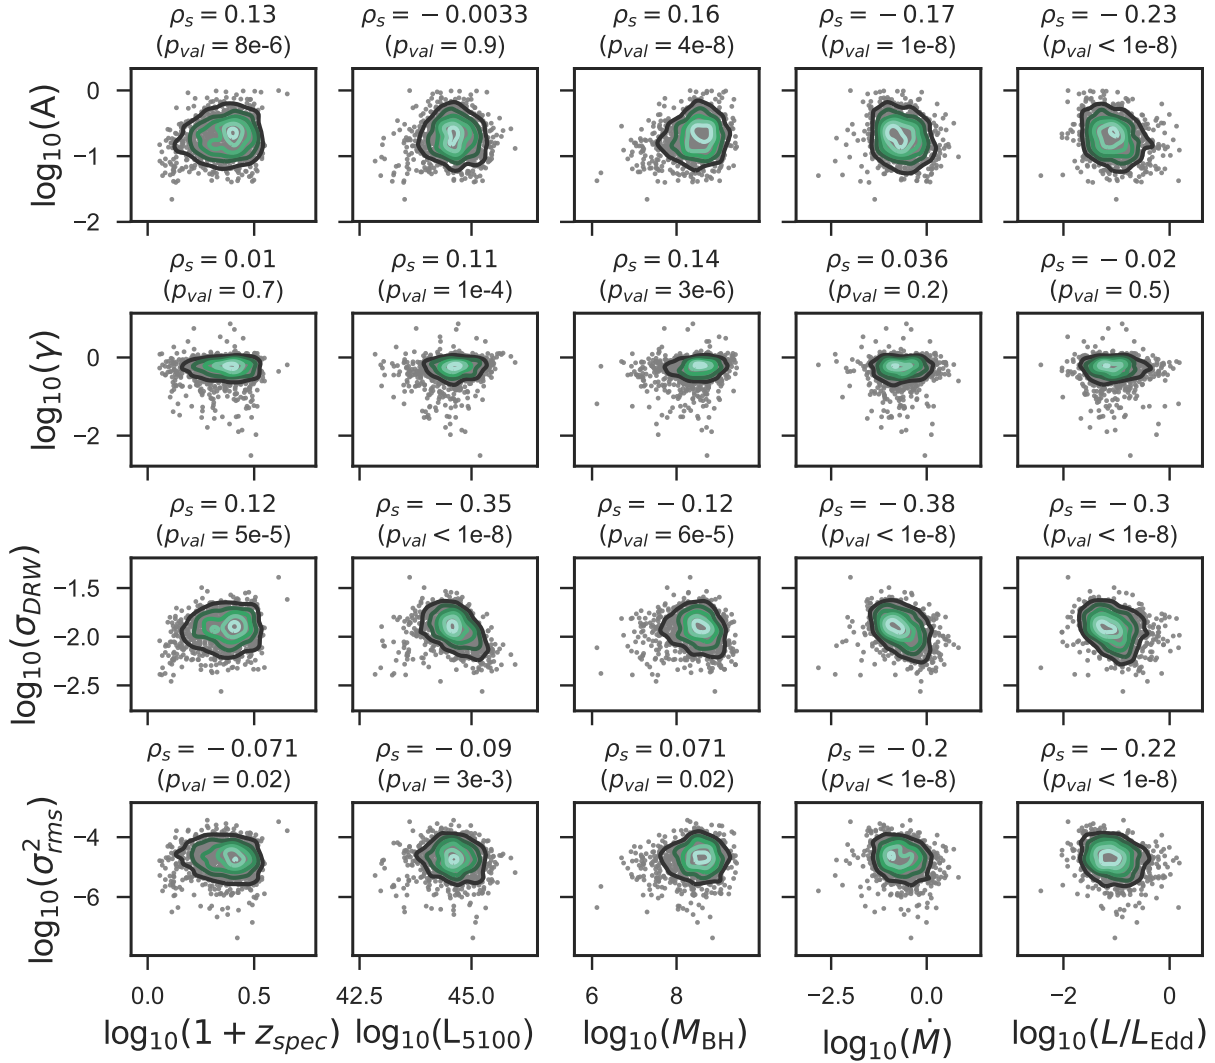 ρs = 0.13 ρs = −0.0033 ρs = 0.16 ρs = −0.17 ρs = −0.23
(pval = 8e-6) (pval = 0.9) (pval = 4e-8) (pval = 1e-8) (pval < 1e-8)
log10(A)
0
−1
−2
ρs = 0.01 ρs = 0.11 ρs = 0.14 ρs = 0.036 ρs = −0.02
(pval = 0.7) (pval = 1e-4) (pval = 3e-6) (pval = 0.2) (pval = 0.5)
log10(γ)
0
−2
ρs = 0.12 ρs = −0.35 ρs = −0.12 ρs = −0.38 ρs = −0.3
(pval = 5e-5) (pval < 1e-8) (pval = 6e-5) (pval < 1e-8) (pval < 1e-8)
log10(σDRW)
−1.5
−2.0
−2.5
ρs = −0.071 ρs = −0.09 ρs = 0.071 ρs = −0.2 ρs = −0.22
(pval = 0.02) (pval = 3e-3) (pval = 0.02) (pval < 1e-8) (pval < 1e-8)
log10(σ²rms)
−4
−6
0.0 0.5 42.5 45.0 6 8 −2.5 0.0 −2 0
log10(1 + zspec) log10(L5100) log10(MBH) log10(Ṁ) log10(L/LEdd)